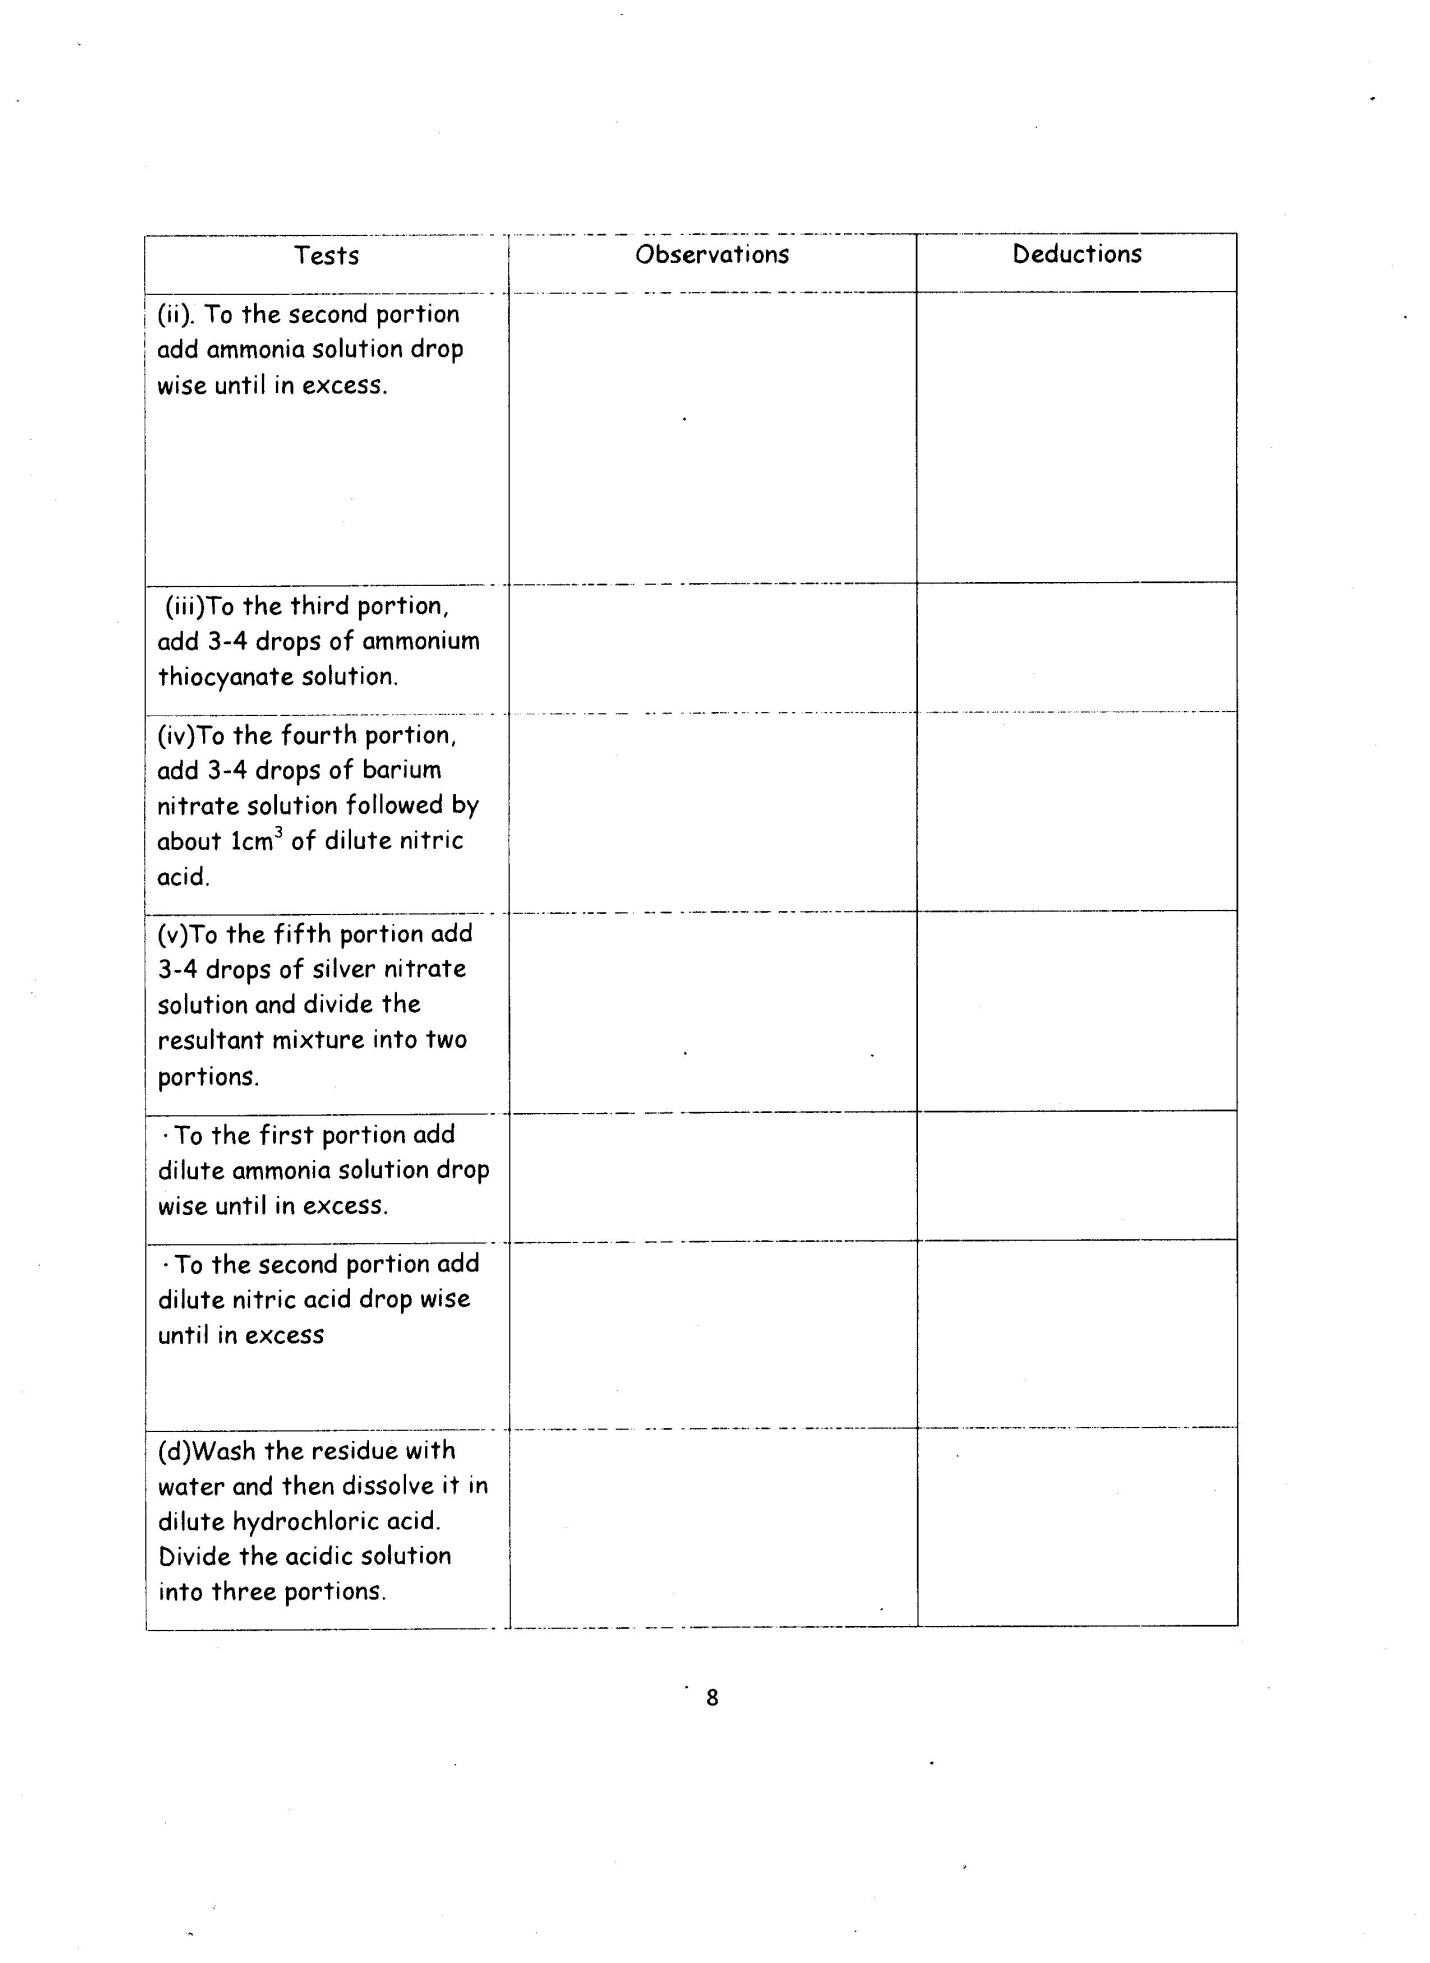 Tests Observations Deductions
(ii). To the second portion
add ammonia solution drop
wise until in excess.
(iii)To the third portion,
add 3-4 drops of ammonium
thiocyanate solution.
(iv)To the fourth portion,
add 3-4 drops of barium
nitrate solution followed by
about 1cm³ of dilute nitric
acid.
(v)To the fifth portion add
3-4 drops of silver nitrate
solution and divide the
resultant mixture into two
portions.
·To the first portion add
dilute ammonia solution drop
wise until in excess.
·To the second portion add
dilute nitric acid drop wise
until in excess
(d)Wash the residue with
water and then dissolve it in
dilute hydrochloric acid.
Divide the acidic solution
into three portions.
8